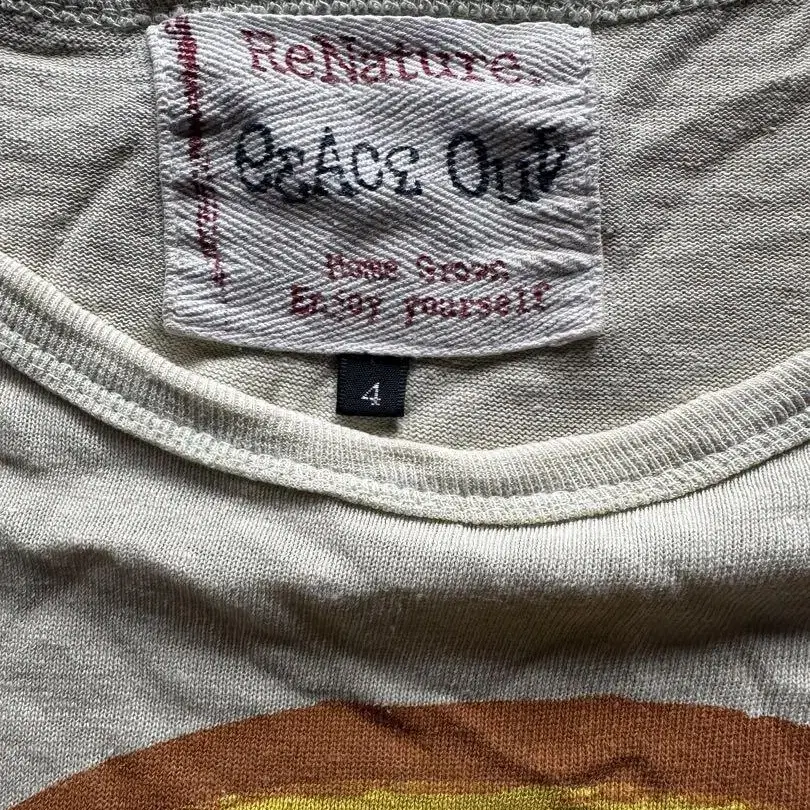 ReNature.
PEACE OUT
Home Grown
Enjoy yourself
4